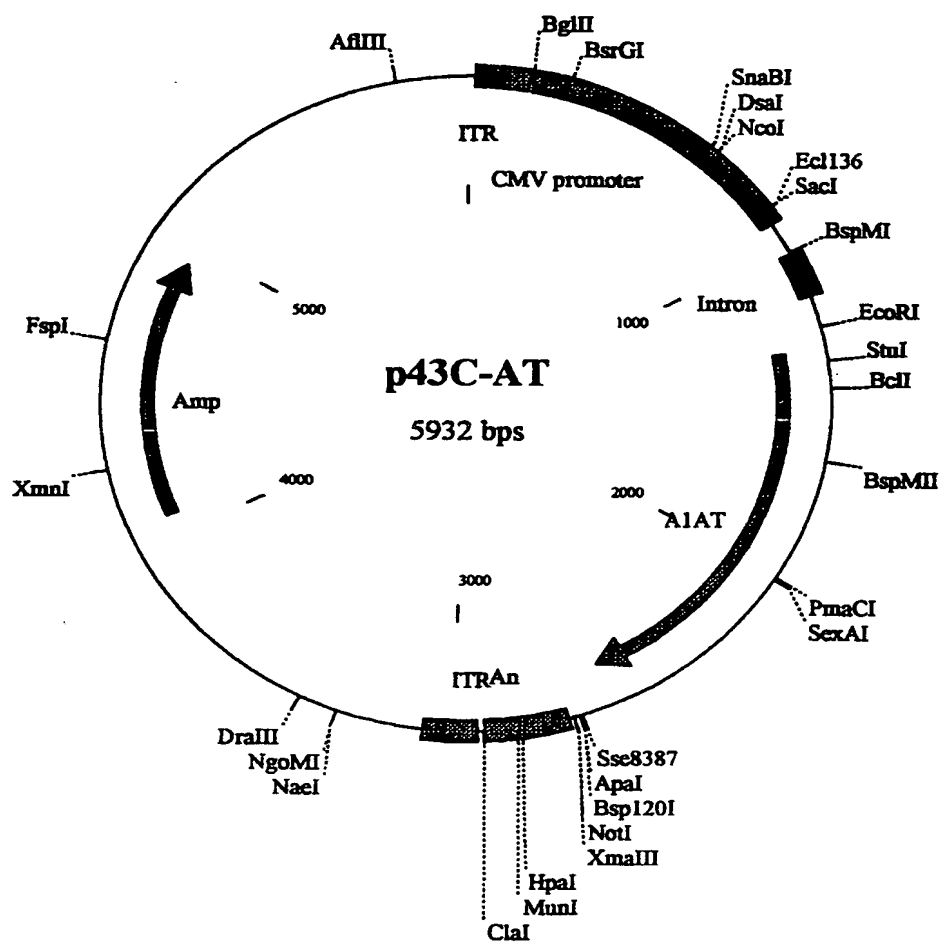 BglII
AflIII
BsrGI
SnaBI
DsaI
NcoI
ITR
Ecl136
CMV promoter
SacI
BspMI
5000
1000
Intron
EcoRI
FspI
StuI
p43C-AT
BclI
Amp
5932 bps
XmnI
4000
2000
BspMII
A1AT
3000
PmaCI
SexAI
ITR
An
DraIII
NgoMI
NaeI
Sse8387
ApaI
Bsp120I
NotI
XmaIII
HpaI
MunI
ClaI